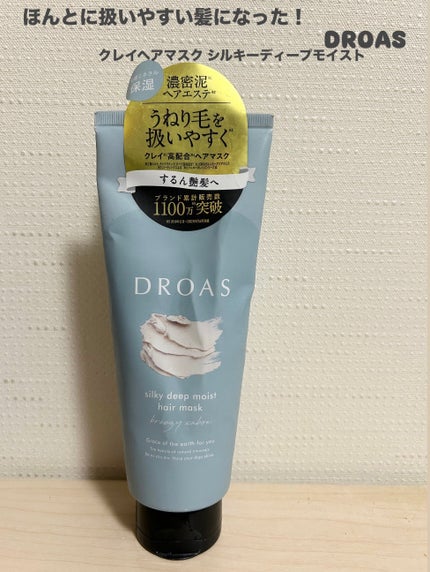 ほんとに扱いやすい髪になった！
DROAS
クレイヘアマスク シルキーディープモイスト
保湿
濃密泥
ヘアエステ
うねり毛を
扱いやすく
クレイ高配合ヘアマスク
するん艶髪へ
ブランド累計販売数
1100万突破
DROAS
silky deep moist
hair mask
Grace of the earth for you